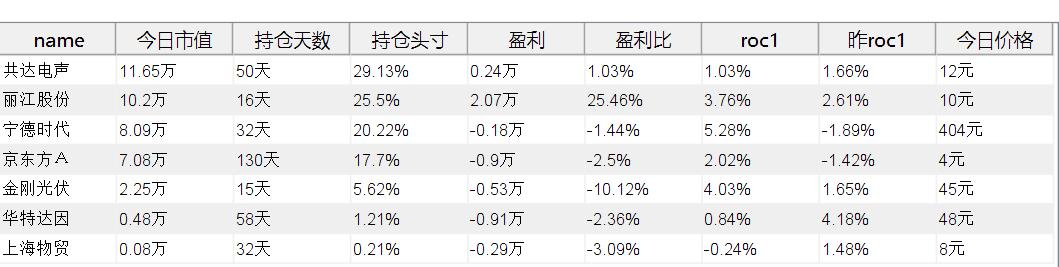 name 今日市值 持仓天数 持仓头寸 盈利 盈利比 roc1 昨roc1 今日价格
共达电声 11.65万 50天 29.13% 0.24万 1.03% 1.03% 1.66% 12元
丽江股份 10.2万 16天 25.5% 2.07万 25.46% 3.76% 2.61% 10元
宁德时代 8.09万 32天 20.22% -0.18万 -1.44% 5.28% -1.89% 404元
京东方Ａ 7.08万 130天 17.7% -0.9万 -2.5% 2.02% -1.42% 4元
金刚光伏 2.25万 15天 5.62% -0.53万 -10.12% 4.03% 1.65% 45元
华特达因 0.48万 58天 1.21% -0.91万 -2.36% 0.84% 4.18% 48元
上海物贸 0.08万 32天 0.21% -0.29万 -3.09% -0.24% 1.48% 8元